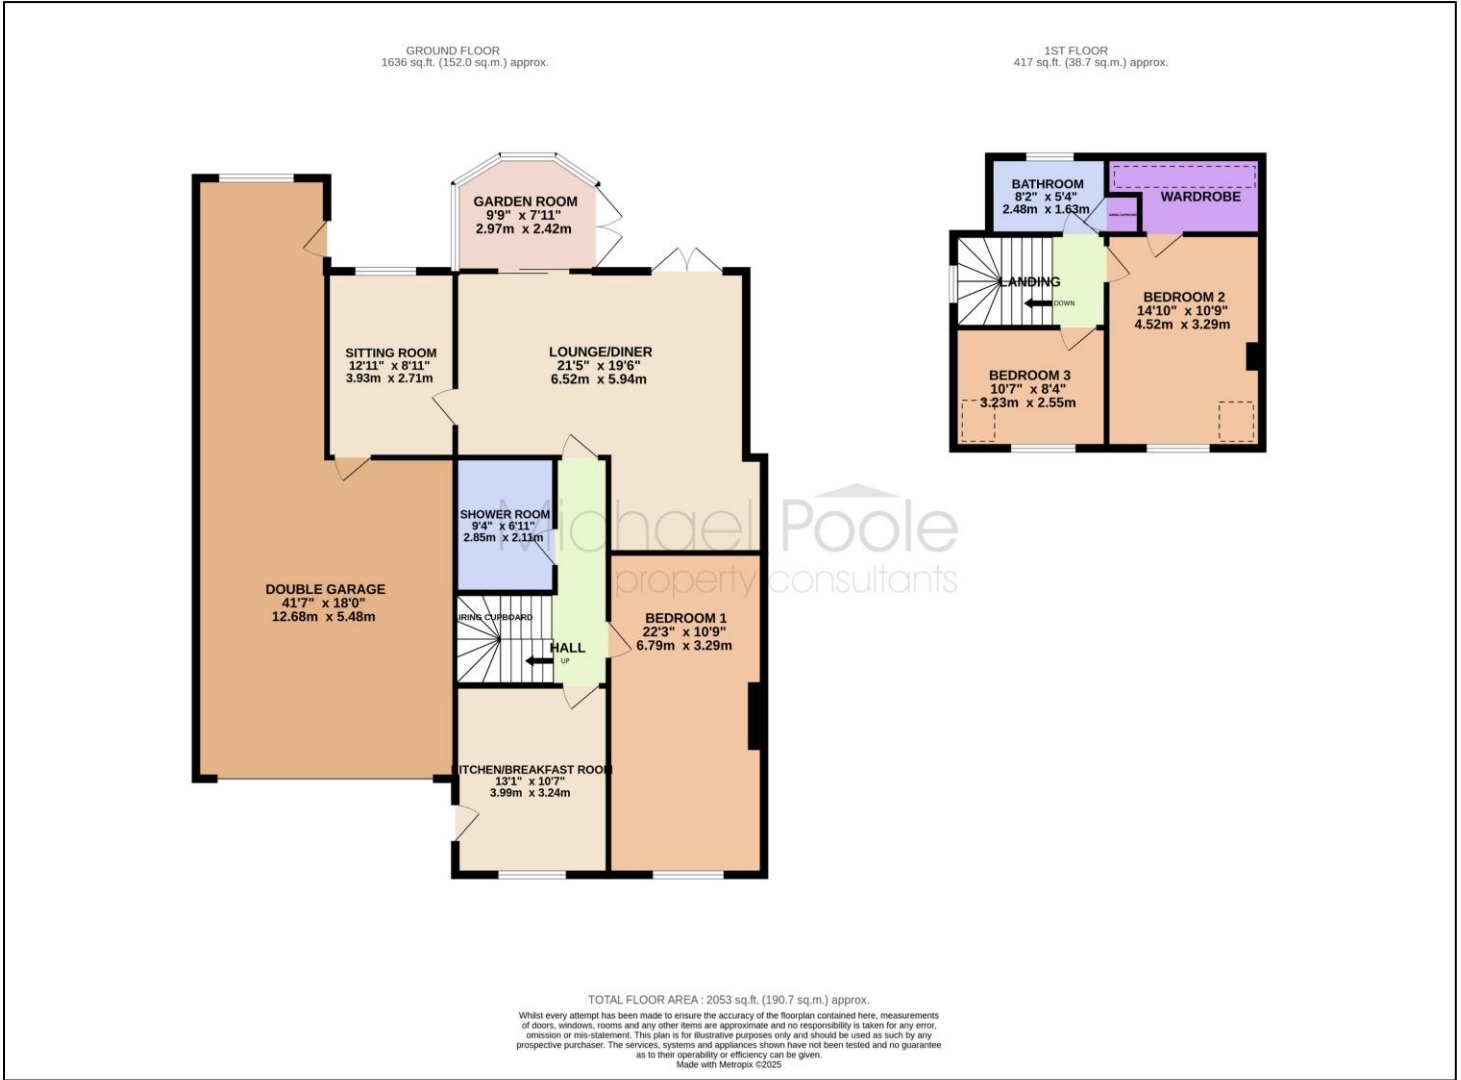 GROUND FLOOR
1636 sq.ft. (152.0 sq.m.) approx.
1ST FLOOR
417 sq.ft. (38.7 sq.m.) approx.
GARDEN ROOM
9'9" x 7'11"
2.97m x 2.42m
SITTING ROOM
12'11" x 8'11"
3.93m x 2.71m
LOUNGE/DINER
21'5" x 19'6"
6.52m x 5.94m
SHOWER ROOM
9'4" x 6'11"
2.85m x 2.11m
DOUBLE GARAGE
41'7" x 18'0"
12.68m x 5.48m
IRING CUPBOARD
HALL
UP
BEDROOM 1
22'3" x 10'9"
6.79m x 3.29m
KITCHEN/BREAKFAST ROOM
13'1" x 10'7"
3.99m x 3.24m
BATHROOM
8'2" x 5'4"
2.48m x 1.63m
WARDROBE
LANDING
DOWN
BEDROOM 2
14'10" x 10'9"
4.52m x 3.29m
BEDROOM 3
10'7" x 8'4"
3.23m x 2.55m
Michael Poole
property consultants
TOTAL FLOOR AREA : 2053 sq.ft. (190.7 sq.m.) approx.
Whilst every attempt has been made to ensure the accuracy of the floorplan contained here, measurements
of doors, windows, rooms and any other items are approximate and no responsibility is taken for any error,
omission or mis-statement. This plan is for illustrative purposes only and should be used as such by any
prospective purchaser. The services, systems and appliances shown have not been tested and no guarantee
as to their operability or efficiency can be given.
Made with Metropix ©2025